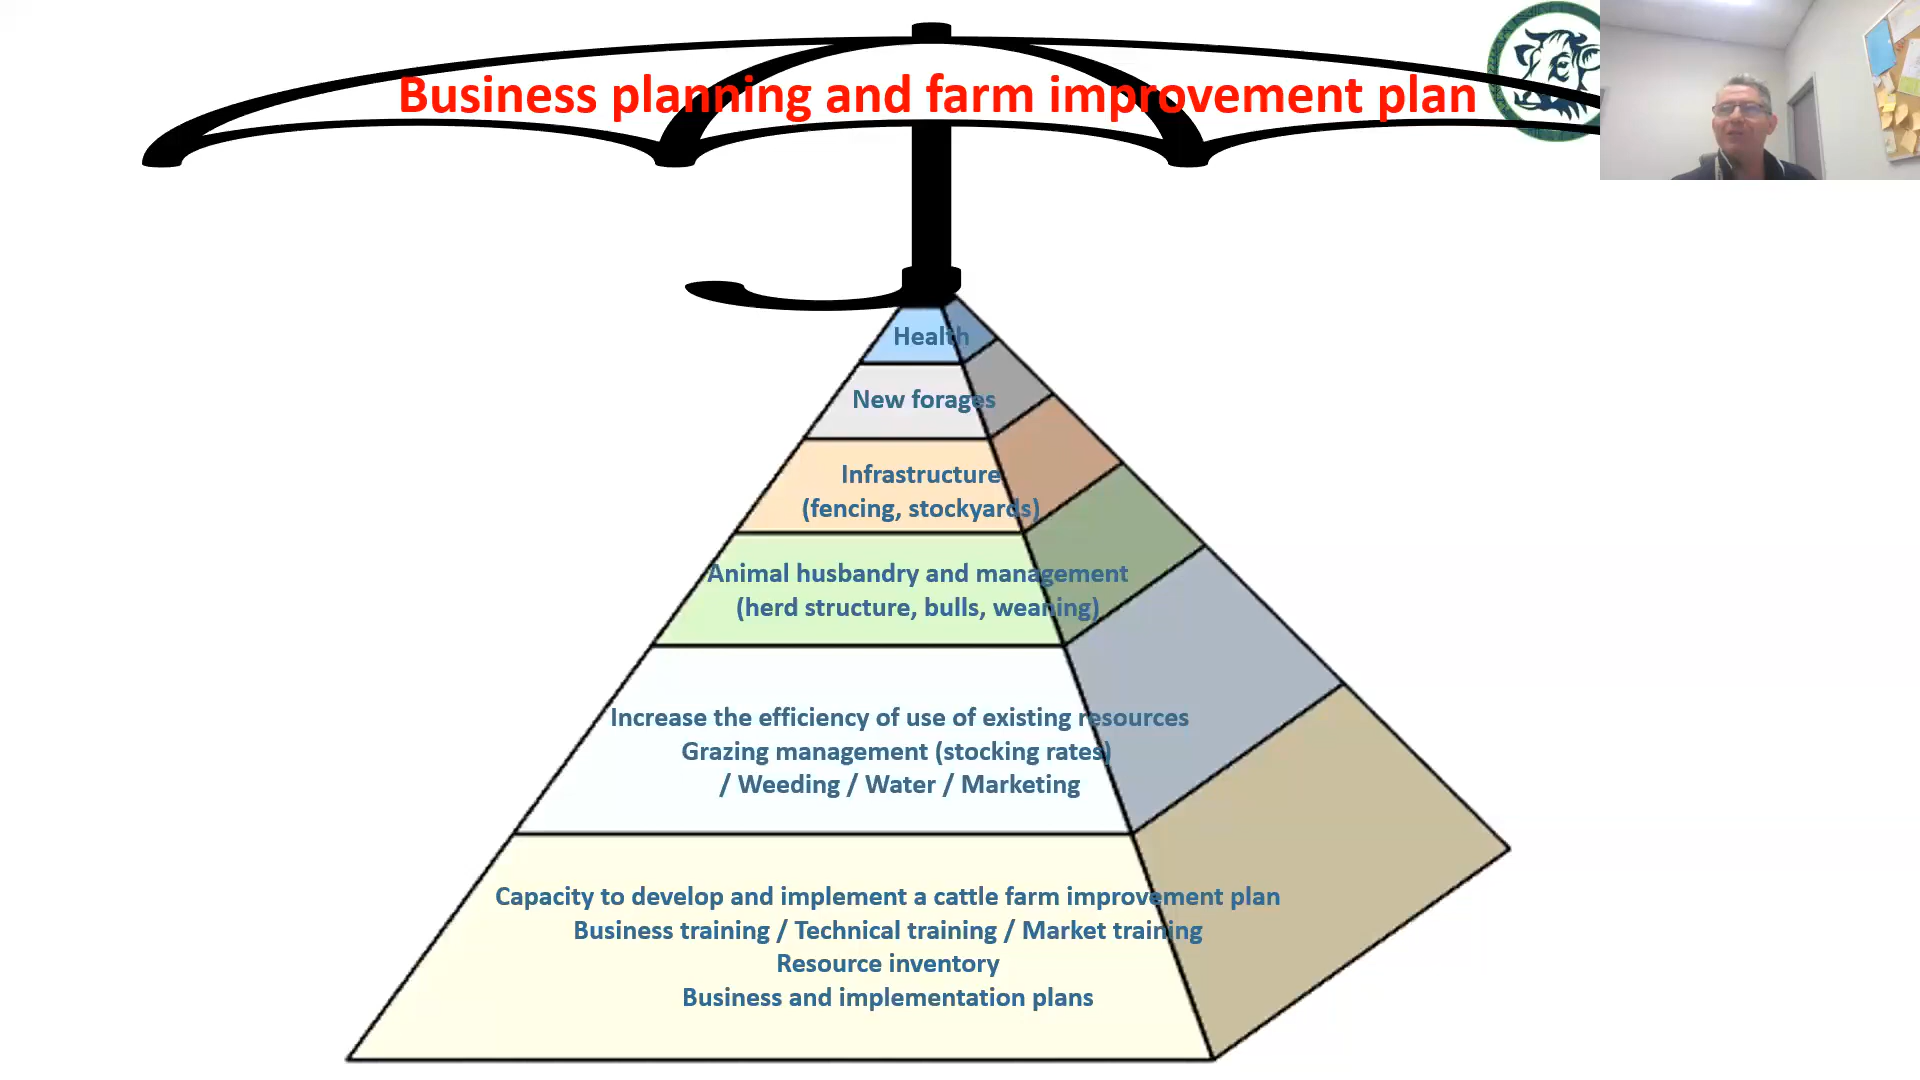 Business planning and farm improvement plan
Health
New forages
Infrastructure
(fencing, stockyards)
Animal husbandry and management
(herd structure, bulls, weaning)
Increase the efficiency of use of existing resources
Grazing management (stocking rates)
/ Weeding / Water / Marketing
Capacity to develop and implement a cattle farm improvement plan
Business training / Technical training / Market training
Resource inventory
Business and implementation plans